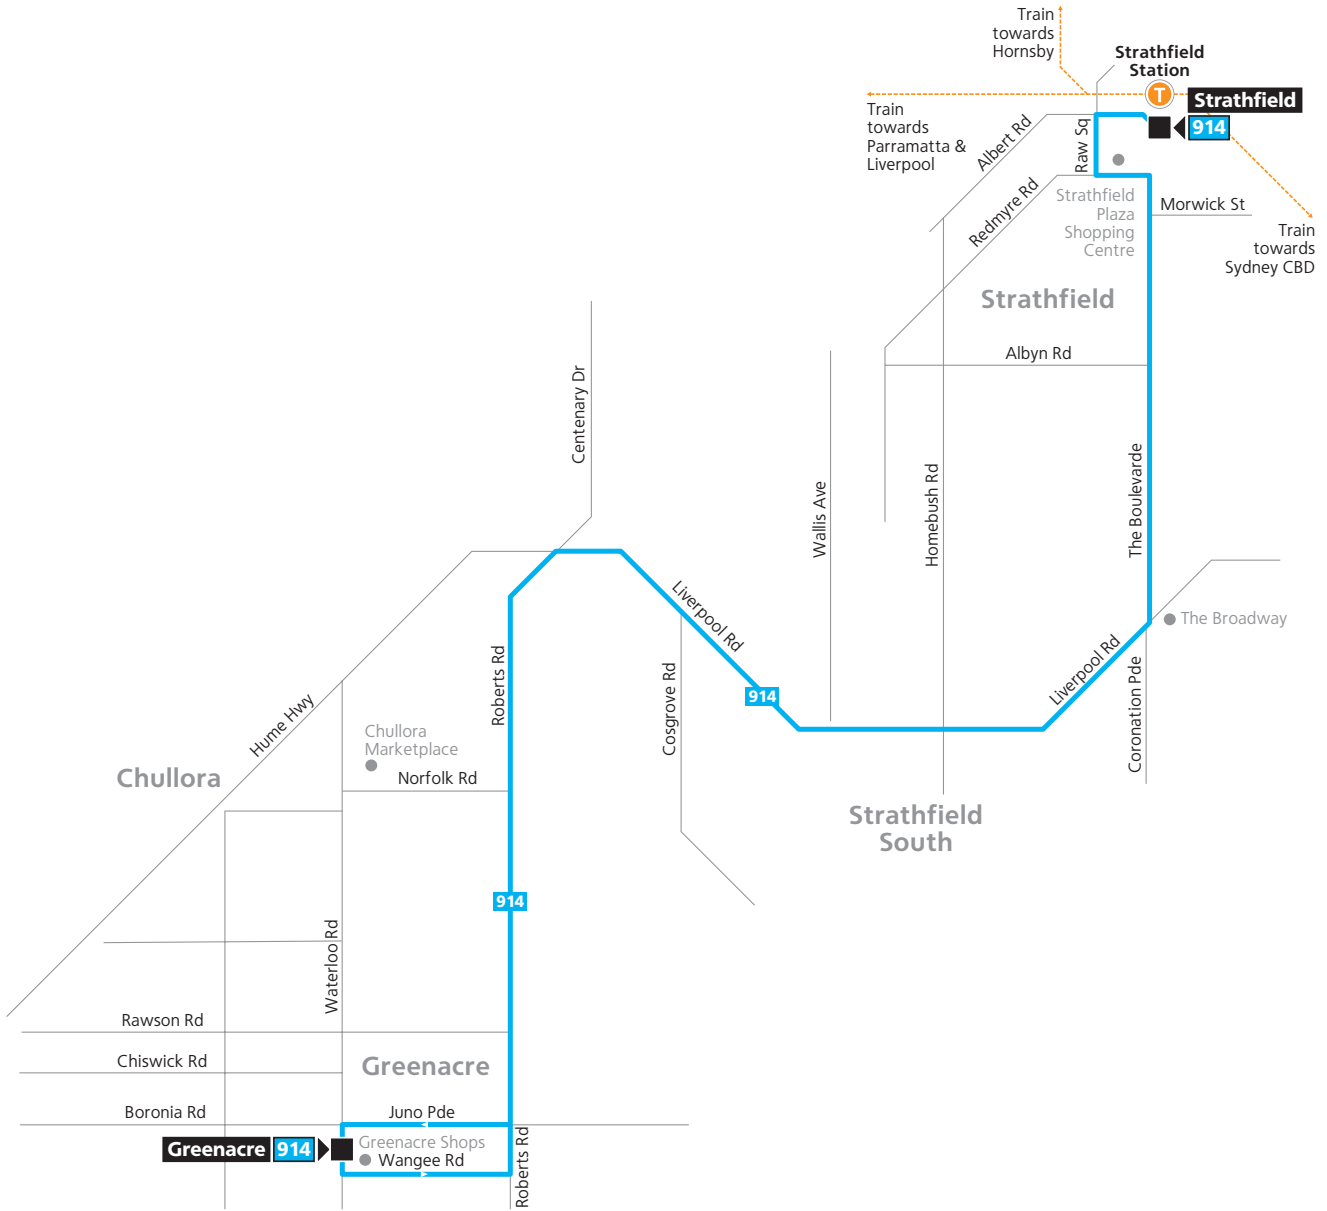 Train
towards
Hornsby
Strathfield
Station
T
Strathfield
914
Train
towards
Parramatta &
Liverpool
Albert Rd
Raw Sq
Redmyre Rd
Strathfield
Plaza
Shopping
Centre
Morwick St
Train
towards
Sydney CBD
Strathfield
Albyn Rd
Centenary Dr
Wallis Ave
Homebush Rd
The Boulevarde
Liverpool Rd
The Broadway
Roberts Rd
Cosgrove Rd
914
Liverpool Rd
Coronation Pde
Hume Hwy
Chullora
Marketplace
Norfolk Rd
Chullora
Strathfield
South
914
Waterloo Rd
Rawson Rd
Chiswick Rd
Greenacre
Boronia Rd
Juno Pde
Greenacre 914
Greenacre Shops
Wangee Rd
Roberts Rd